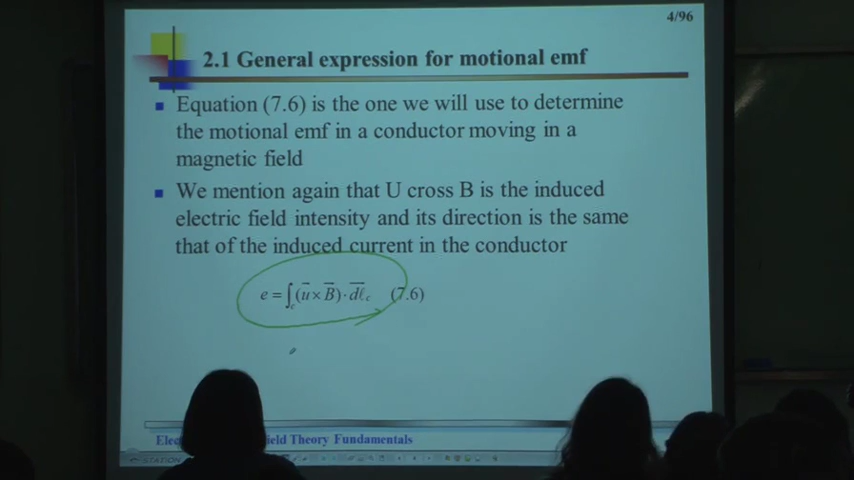 4/96
2.1 General expression for motional emf
Equation (7.6) is the one we will use to determine
the motional emf in a conductor moving in a
magnetic field
We mention again that U cross B is the induced
electric field intensity and its direction is the same
that of the induced current in the conductor
e = ∫c (u⃗ × B⃗) · dℓ⃗c (7.6)
Field Theory Fundamentals
STATION